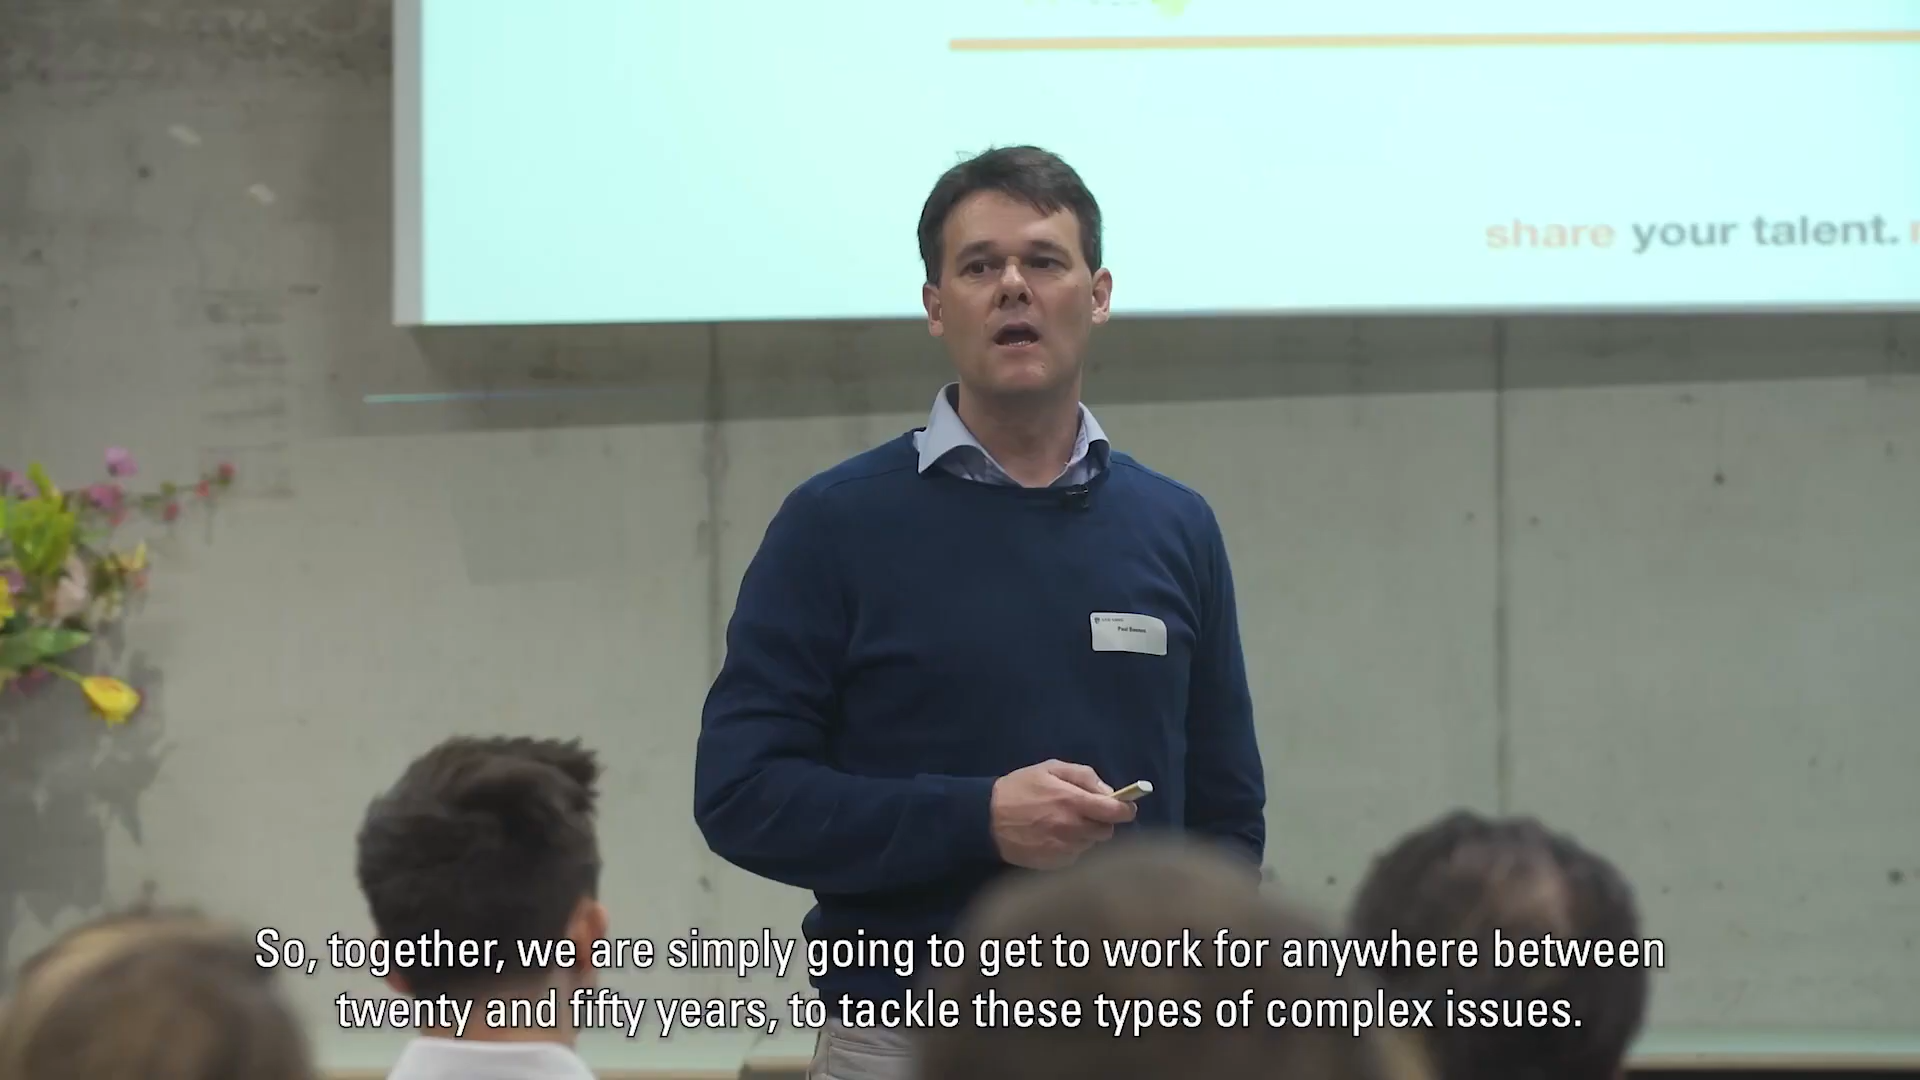 share your talent.
Paul
So, together, we are simply going to get to work for anywhere between
twenty and fifty years, to tackle these types of complex issues.